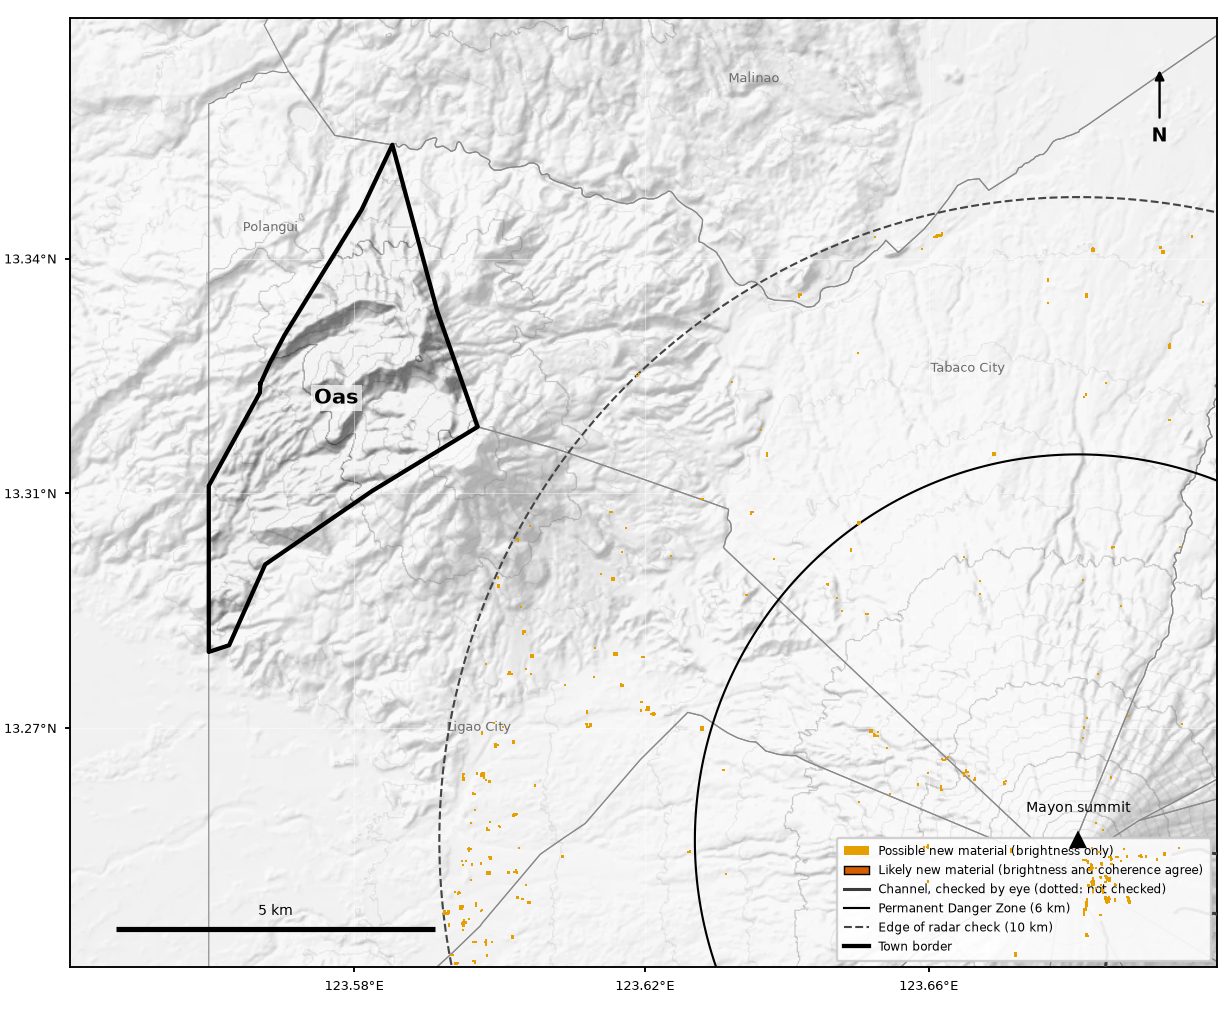 Malinao
N
Polangui
13.34°N
Tabaco City
Oas
13.31°N
Ligao City
13.27°N
Mayon summit
Possible new material (brightness only)
Likely new material (brightness and coherence agree)
Channel, checked by eye (dotted: not checked)
Permanent Danger Zone (6 km)
Edge of radar check (10 km)
Town border
5 km
123.58°E
123.62°E
123.66°E